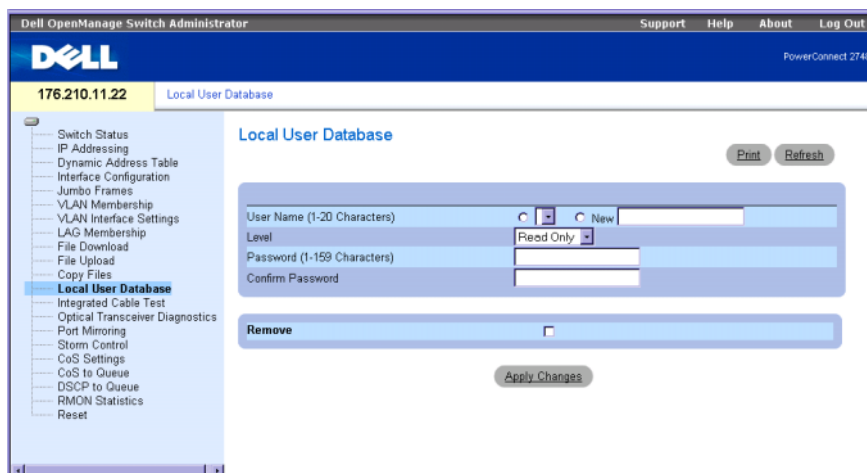 Dell OpenManage Switch Administrator Support Help About Log Out
DELL
PowerConnect 2748
176.210.11.22 Local User Database
Switch Status
IP Addressing
Dynamic Address Table
Interface Configuration
Jumbo Frames
VLAN Membership
VLAN Interface Settings
LAG Membership
File Download
File Upload
Copy Files
Local User Database
Integrated Cable Test
Optical Transceiver Diagnostics
Port Mirroring
Storm Control
CoS Settings
CoS to Queue
DSCP to Queue
RMON Statistics
Reset
Local User Database
Print Refresh
User Name (1-20 Characters) New
Level Read Only
Password (1-159 Characters)
Confirm Password
Remove
Apply Changes